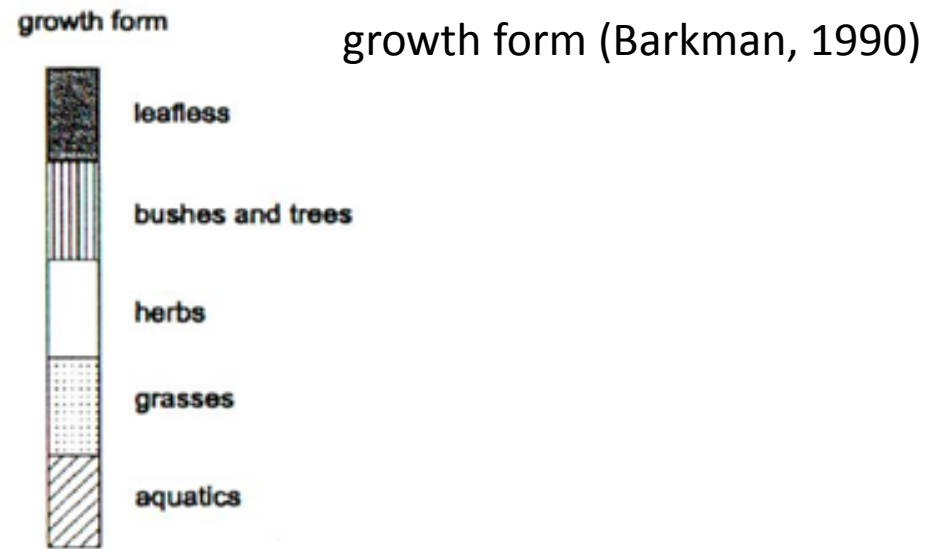 growth form
growth form (Barkman, 1990)
leafless
bushes and trees
herbs
grasses
aquatics